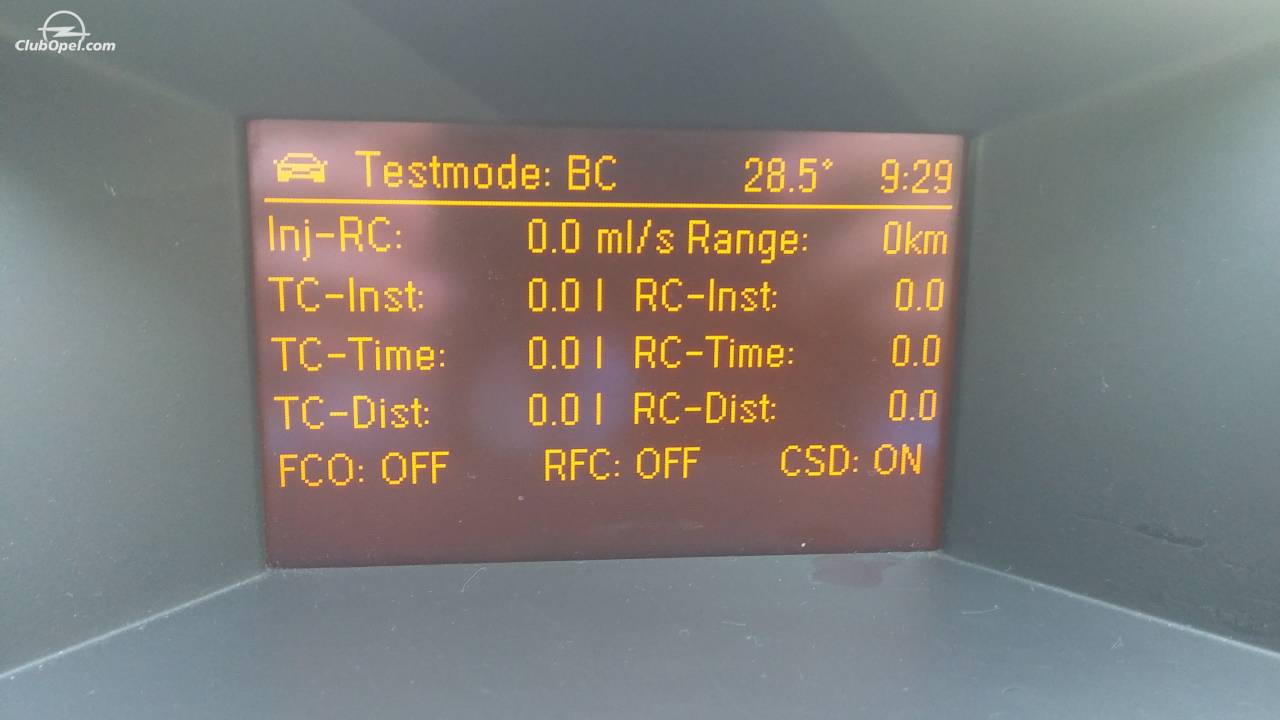 ClubOpel.com
Testmode: BC 28.5° 9:29
Inj-RC: 0.0 ml/s Range: 0km
TC-Inst: 0.0 l RC-Inst: 0.0
TC-Time: 0.0 l RC-Time: 0.0
TC-Dist: 0.0 l RC-Dist: 0.0
FCO: OFF RFC: OFF CSD: ON